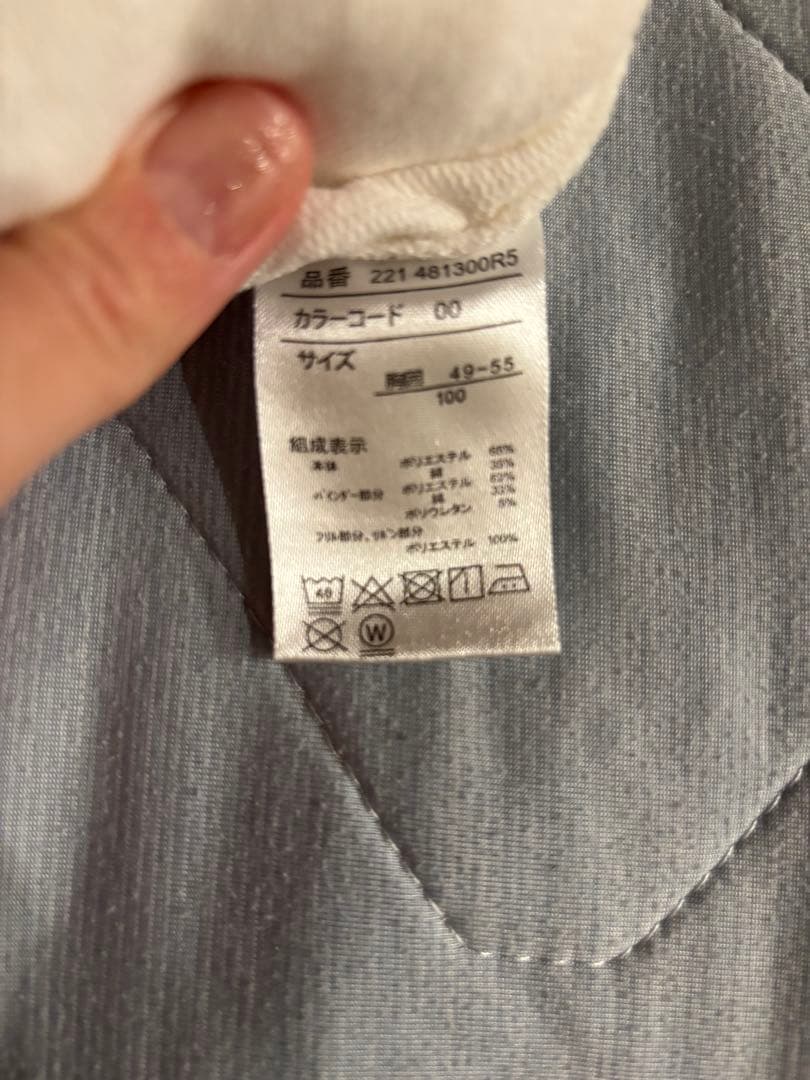 品番 221 481300R5
カラーコード 00
サイズ
胸囲 49-55
100
組成表示
本体 ポリエステル 65%
綿 35%
バインダー部分 ポリエステル 62%
綿 33%
ポリウレタン 5%
フリル部分、リボン部分
ポリエステル 100%
40
W